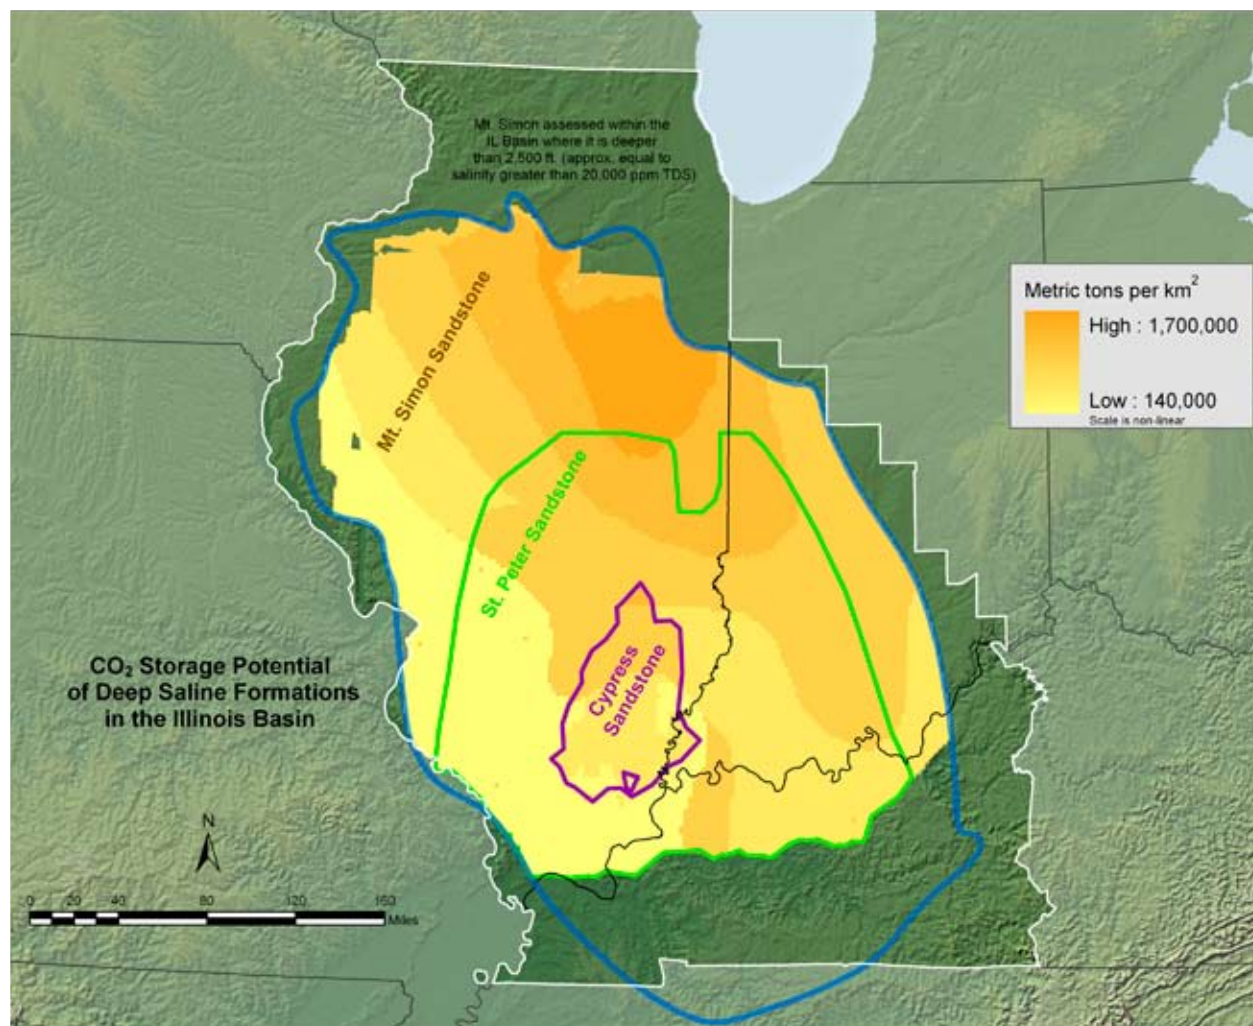 Mt. Simon assessed within the
IL Basin where it is deeper
than 2,500 ft. (approx. equal to
salinity greater than 20,000 ppm TDS)
Metric tons per km²
High : 1,700,000
Low : 140,000
Scale is non-linear
Mt. Simon Sandstone
St. Peter Sandstone
Cypress
Sandstone
CO₂ Storage Potential
of Deep Saline Formations
in the Illinois Basin
N
0 20 40 80 120 160
Miles